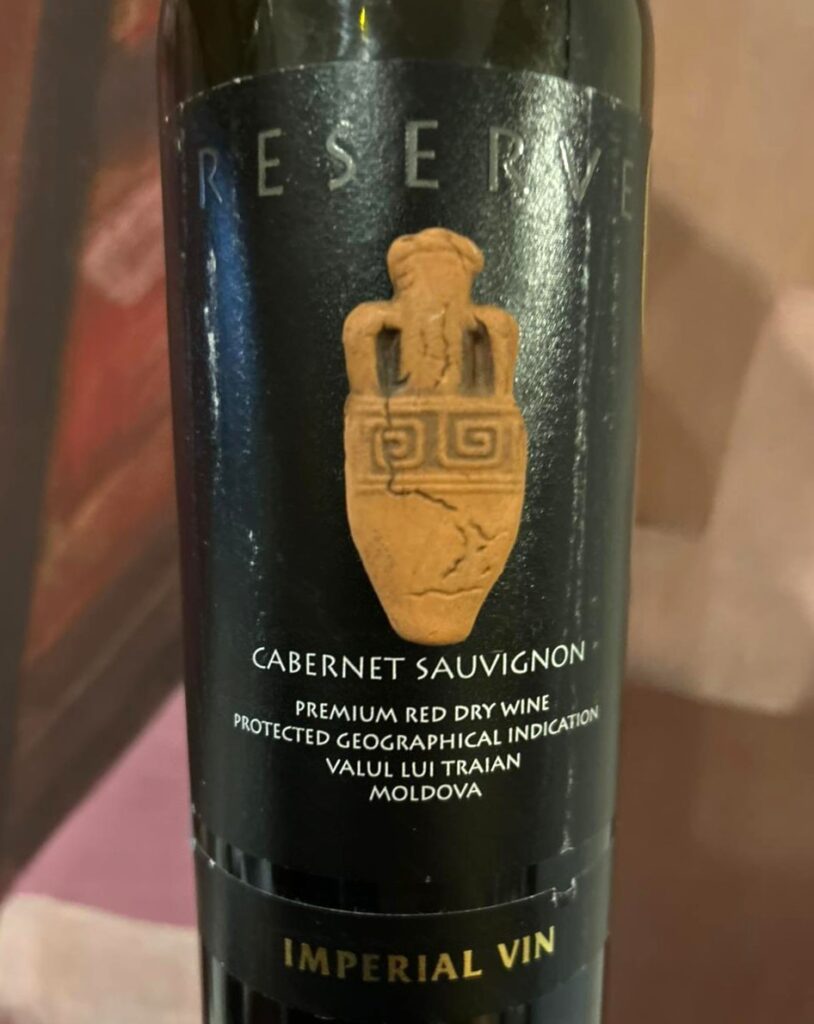 RESERVE
CABERNET SAUVIGNON
PREMIUM RED DRY WINE
PROTECTED GEOGRAPHICAL INDICATION
VALUL LUI TRAIAN
MOLDOVA
IMPERIAL VIN